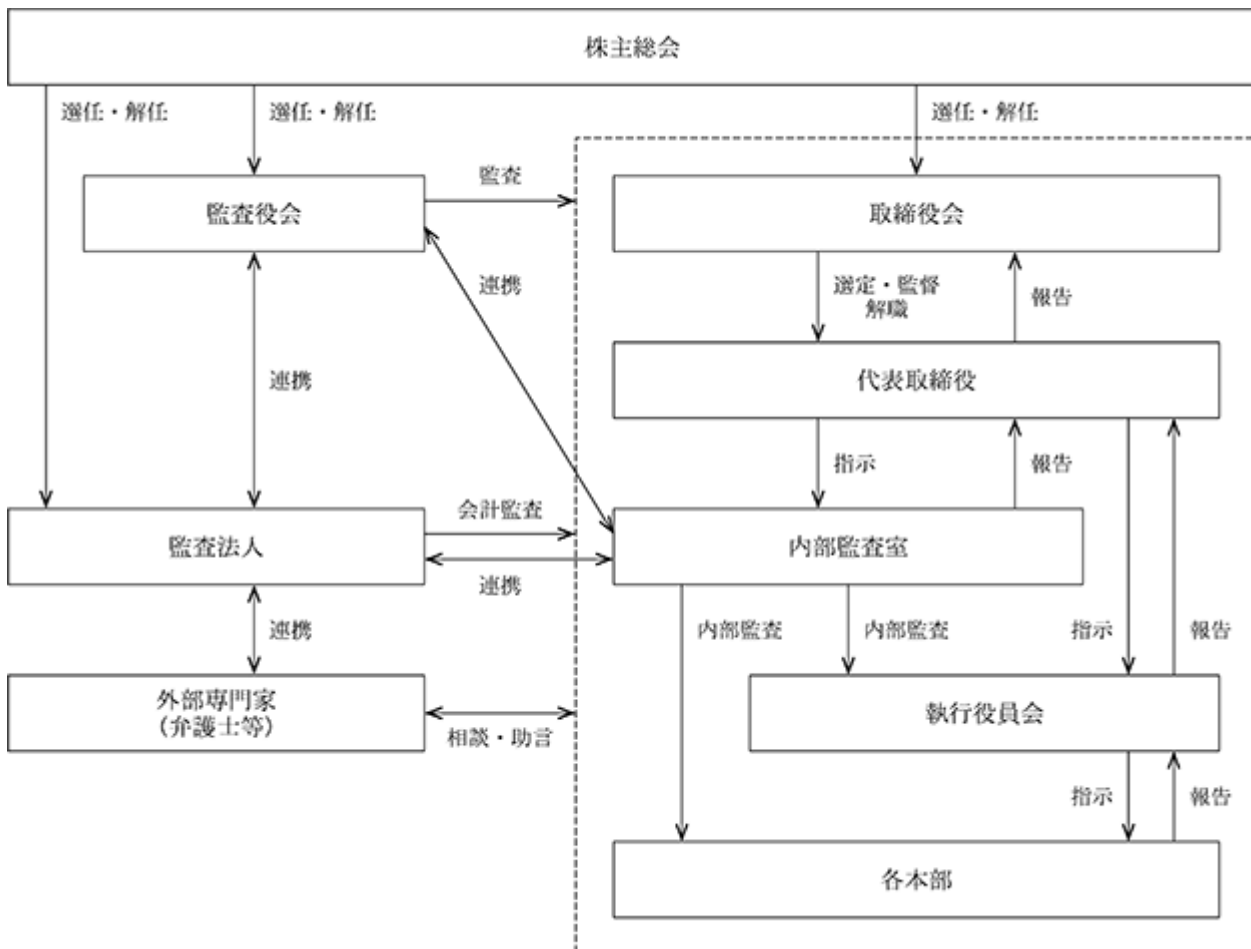 株主総会
選任・解任
選任・解任
選任・解任
監査役会
監査
取締役会
連携
選定・監督
解職
報告
代表取締役
連携
指示
報告
会計監査
監査法人
内部監査室
連携
連携
内部監査
内部監査
指示
報告
外部専門家
(弁護士等)
執行役員会
相談・助言
指示
報告
各本部